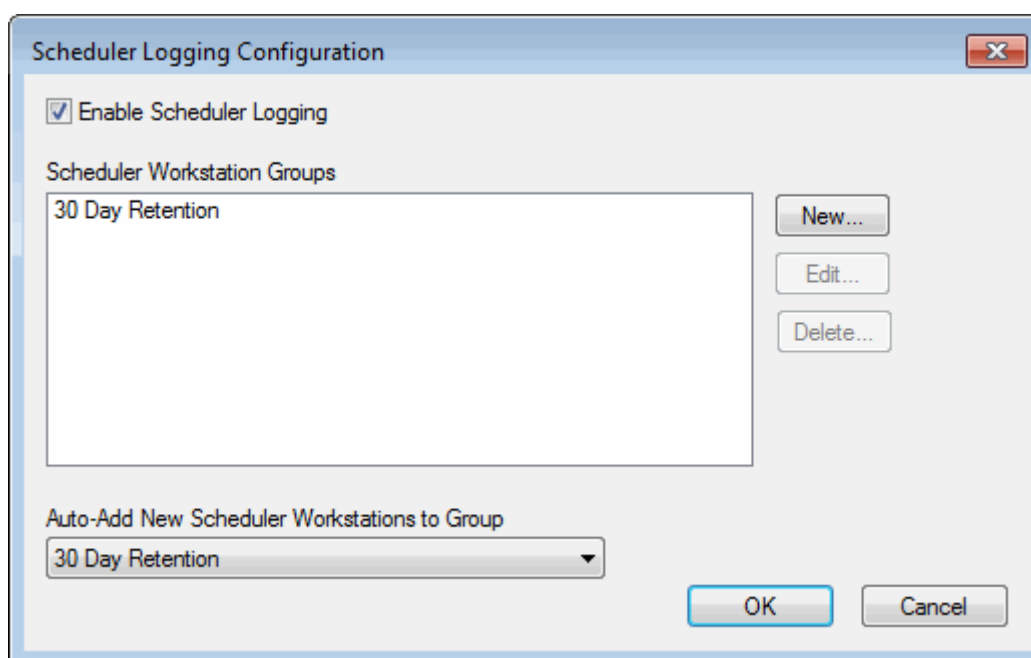 Scheduler Logging Configuration
Enable Scheduler Logging
Scheduler Workstation Groups
30 Day Retention
New...
Edit...
Delete...
Auto-Add New Scheduler Workstations to Group
30 Day Retention
OK
Cancel